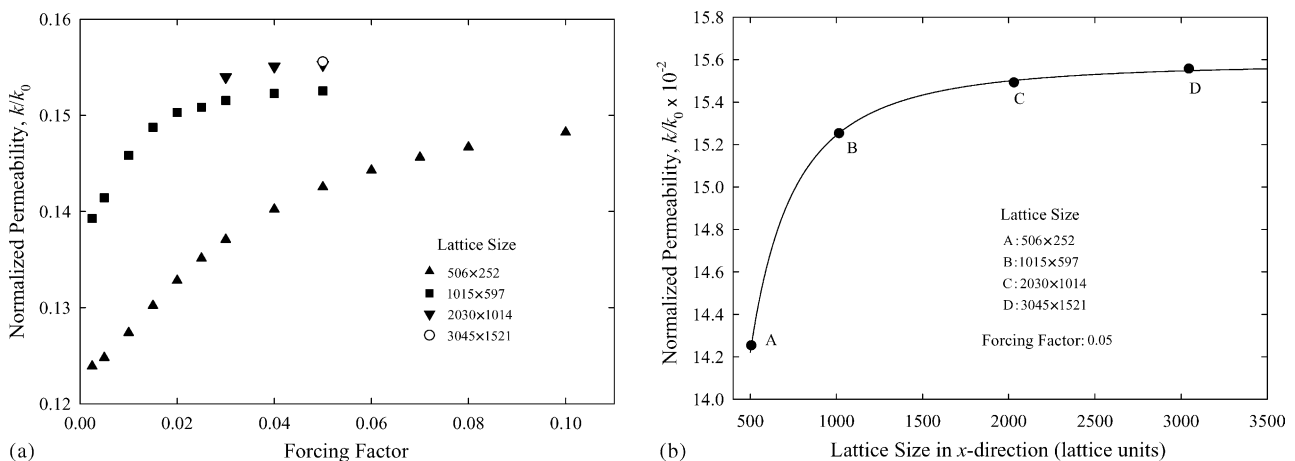 0.16
0.15
0.14
0.13
0.12
Normalized Permeability, k/k0
0.00 0.02 0.04 0.06 0.08 0.10
Forcing Factor
(a)
Lattice Size
506×252
1015×597
2030×1014
3045×1521
15.8
15.6
15.4
15.2
15.0
14.8
14.6
14.4
14.2
14.0
Normalized Permeability, k/k0 x 10-2
500 1000 1500 2000 2500 3000 3500
Lattice Size in x-direction (lattice units)
(b)
A
B
C
D
Lattice Size
A:506×252
B:1015×597
C:2030×1014
D:3045×1521
Forcing Factor: 0.05